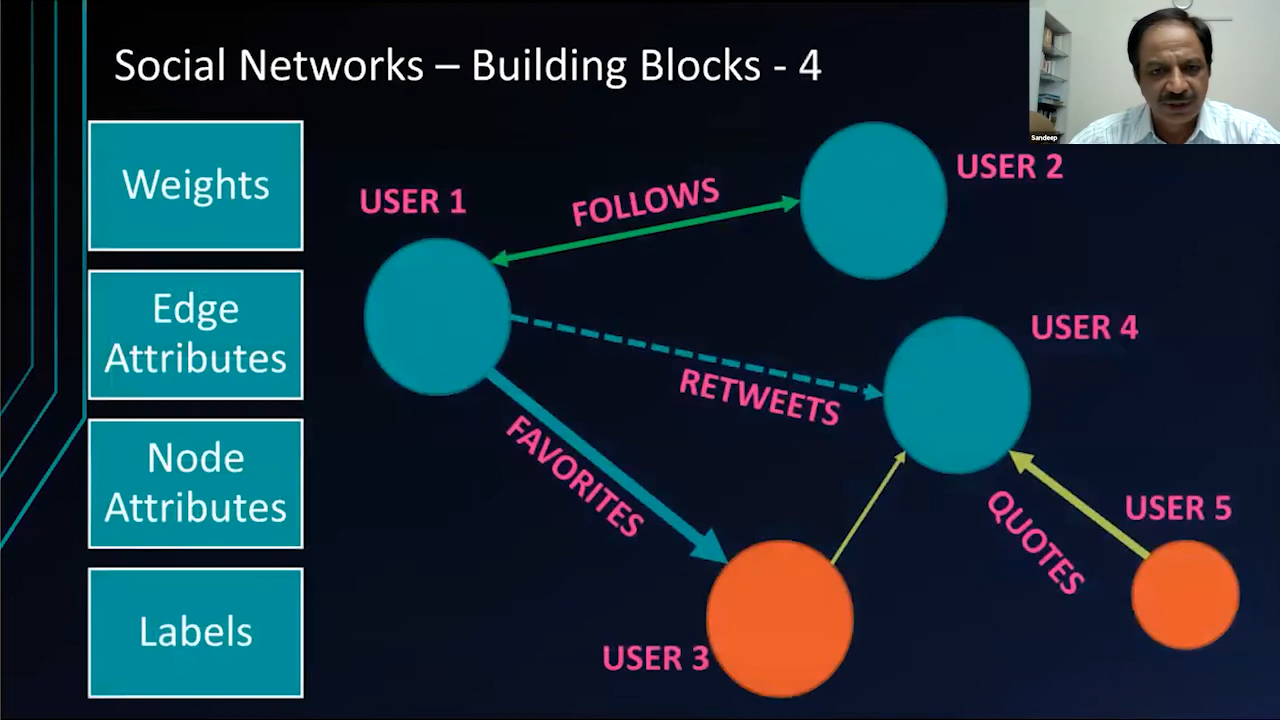 Social Networks – Building Blocks - 4
Sandeep
Weights
Edge
Attributes
Node
Attributes
Labels
USER 1
FOLLOWS
USER 2
RETWEETS
USER 4
FAVORITES
USER 3
QUOTES
USER 5